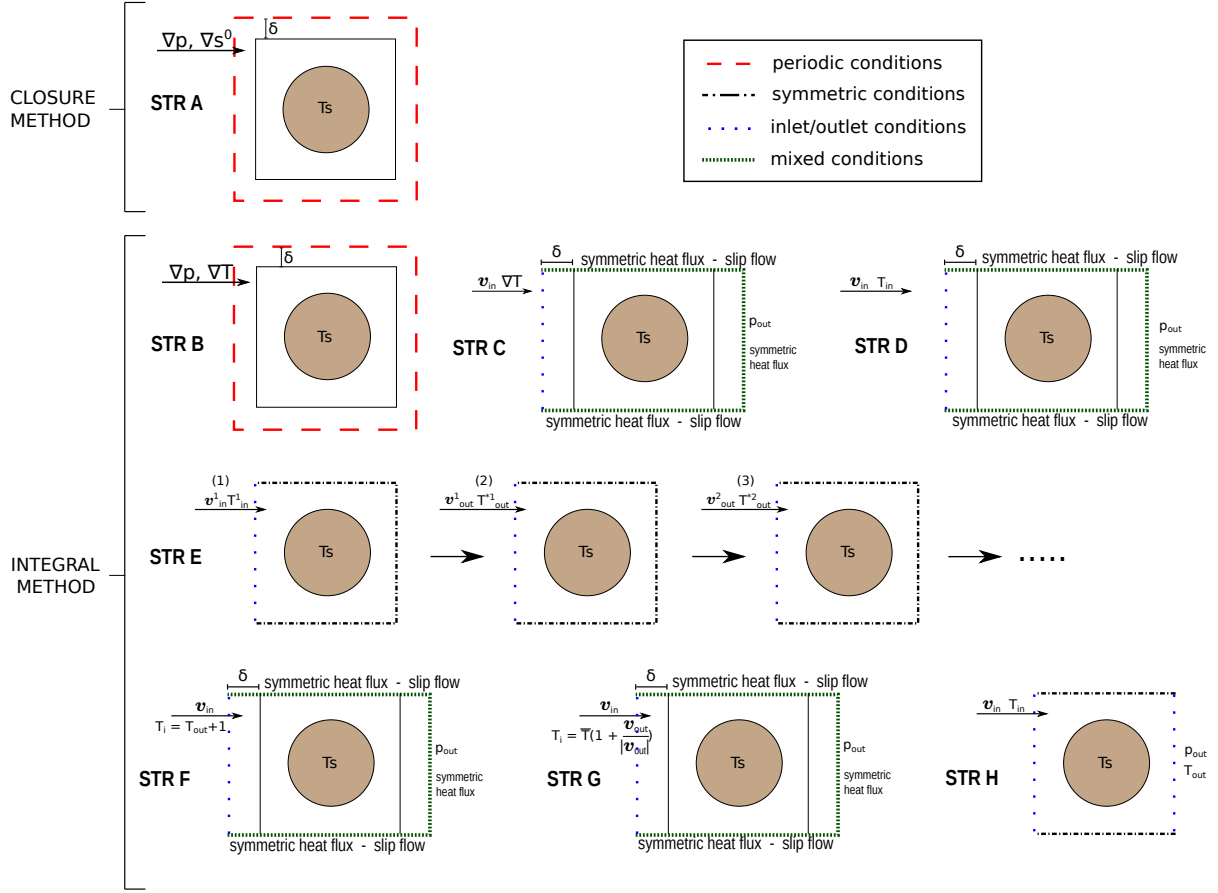 CLOSURE
METHOD
∇p, ∇s⁰
δ
STR A
Ts
periodic conditions
symmetric conditions
inlet/outlet conditions
mixed conditions
INTEGRAL
METHOD
∇p, ∇T
δ
STR B
Ts
δ symmetric heat flux - slip flow
v_in ∇T
STR C
Ts
p_out
symmetric
heat flux
symmetric heat flux - slip flow
δ symmetric heat flux - slip flow
v_in T_in
STR D
Ts
p_out
symmetric
heat flux
symmetric heat flux - slip flow
STR E
(1)
v¹_in T¹_in
Ts
(2)
v¹_out T*¹_out
Ts
(3)
v²_out T*²_out
Ts
.....
δ symmetric heat flux - slip flow
v_in
T_i = T_out+1
STR F
Ts
p_out
symmetric
heat flux
symmetric heat flux - slip flow
δ symmetric heat flux - slip flow
v_in
T_i = T̅(1 + v_out/|v_out|)
STR G
Ts
p_out
symmetric
heat flux
symmetric heat flux - slip flow
v_in T_in
STR H
Ts
p_out
T_out